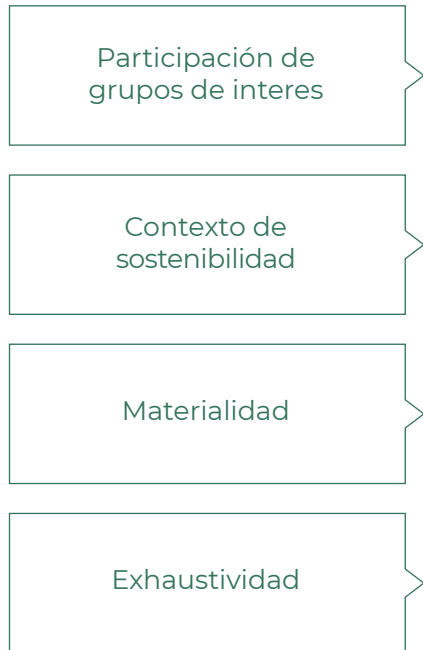 Participación de
grupos de interes
Contexto de
sostenibilidad
Materialidad
Exhaustividad